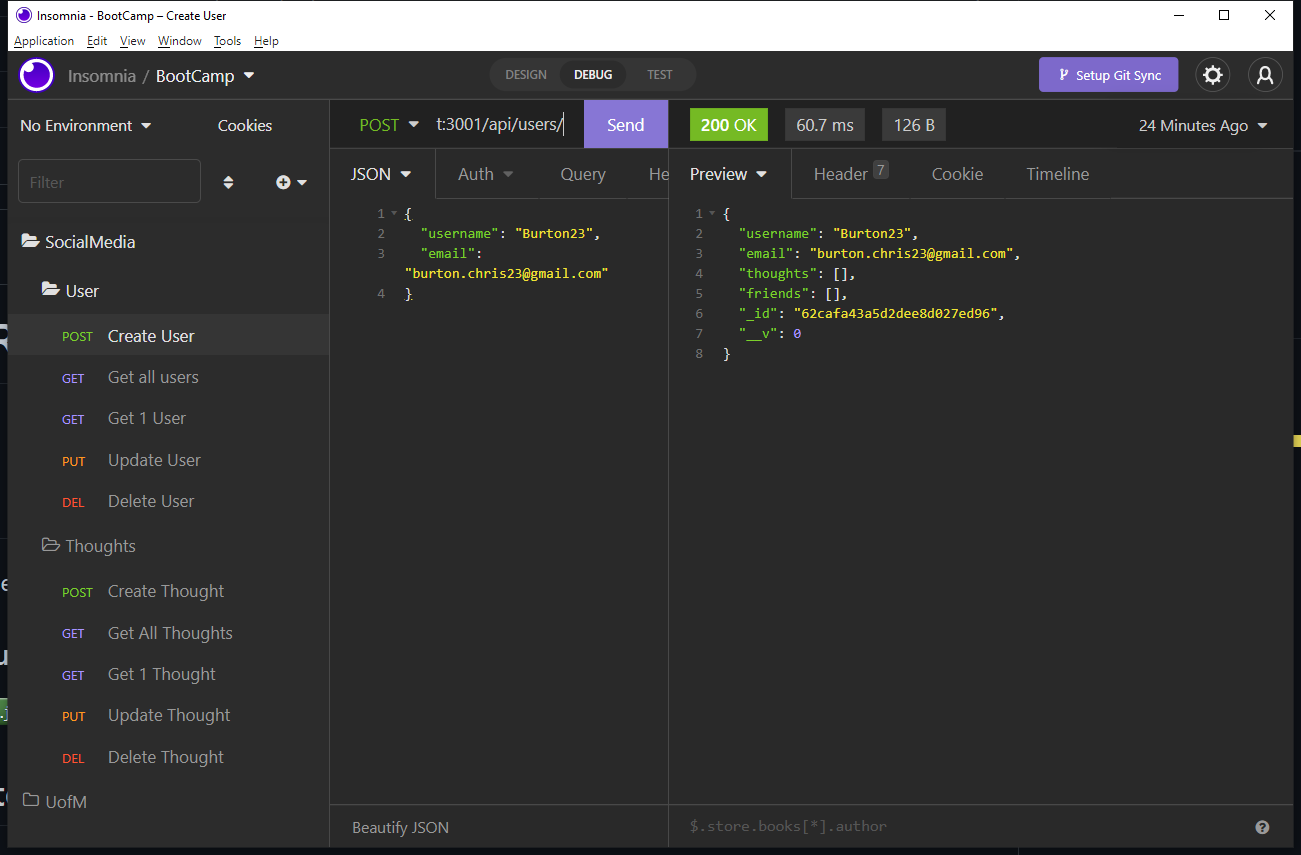 Insomnia - BootCamp – Create User
Application Edit View Window Tools Help
Insomnia / BootCamp
DESIGN DEBUG TEST
Setup Git Sync
No Environment
Cookies
POST t:3001/api/users/ Send
200 OK 60.7 ms 126 B
24 Minutes Ago
Filter
JSON Auth Query He
Preview Header 7 Cookie Timeline
SocialMedia
User
POST Create User
GET Get all users
GET Get 1 User
PUT Update User
DEL Delete User
Thoughts
POST Create Thought
GET Get All Thoughts
GET Get 1 Thought
PUT Update Thought
DEL Delete Thought
UofM
1 {
2 "username": "Burton23",
3 "email":
"burton.chris23@gmail.com"
4 }
1 {
2 "username": "Burton23",
3 "email": "burton.chris23@gmail.com",
4 "thoughts": [],
5 "friends": [],
6 "_id": "62cafa43a5d2dee8d027ed96",
7 "__v": 0
8 }
Beautify JSON
$.store.books[*].author